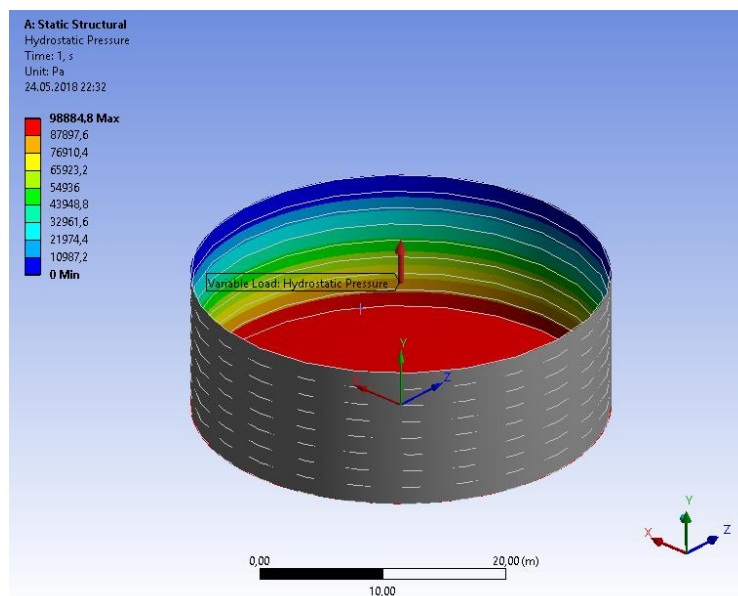 A: Static Structural
Hydrostatic Pressure
Time: 1, s
Unit: Pa
24.05.2018 22:32
98884,8 Max
87897,6
76910,4
65923,2
54936
43948,8
32961,6
21974,4
10987,2
0 Min
Variable Load: Hydrostatic Pressure
Y
Z
Y
X
Z
0,00
20,00 (m)
10,00